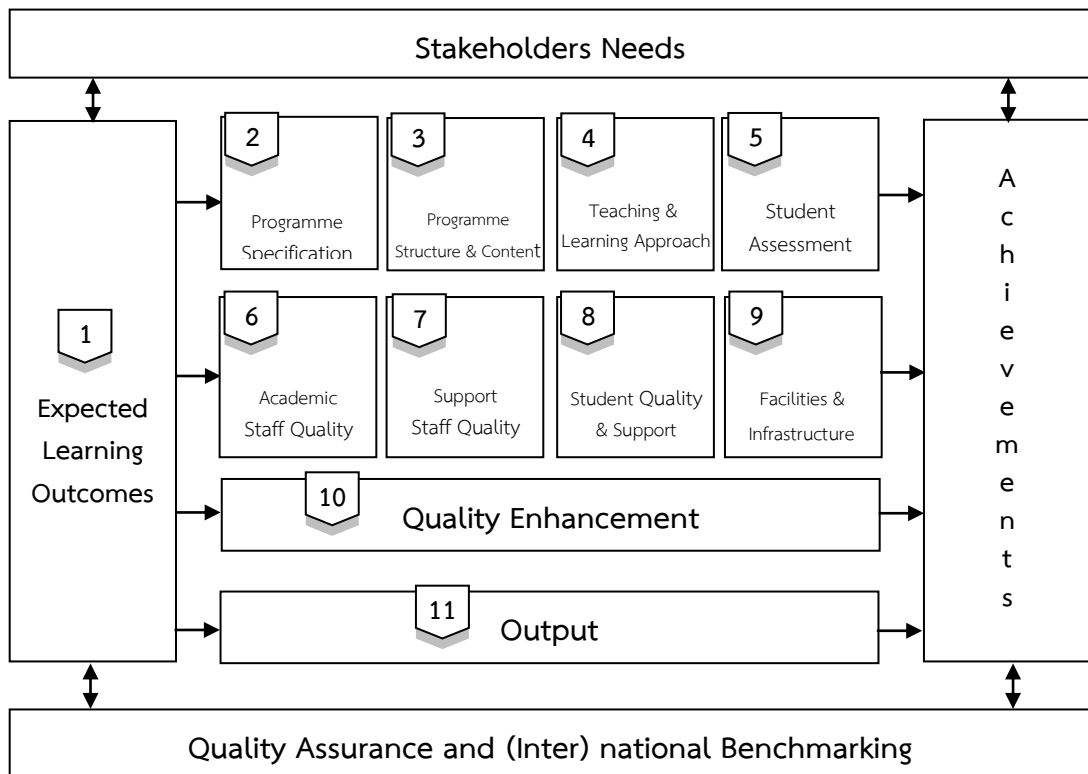 Stakeholders Needs
2
Programme
Specification
3
Programme
Structure & Content
4
Teaching &
Learning Approach
5
Student
Assessment
1
Expected
Learning
Outcomes
6
Academic
Staff Quality
7
Support
Staff Quality
8
Student Quality
& Support
9
Facilities &
Infrastructure
10
Quality Enhancement
11
Output
A
c
h
i
e
v
e
m
e
n
t
s
Quality Assurance and (Inter) national Benchmarking